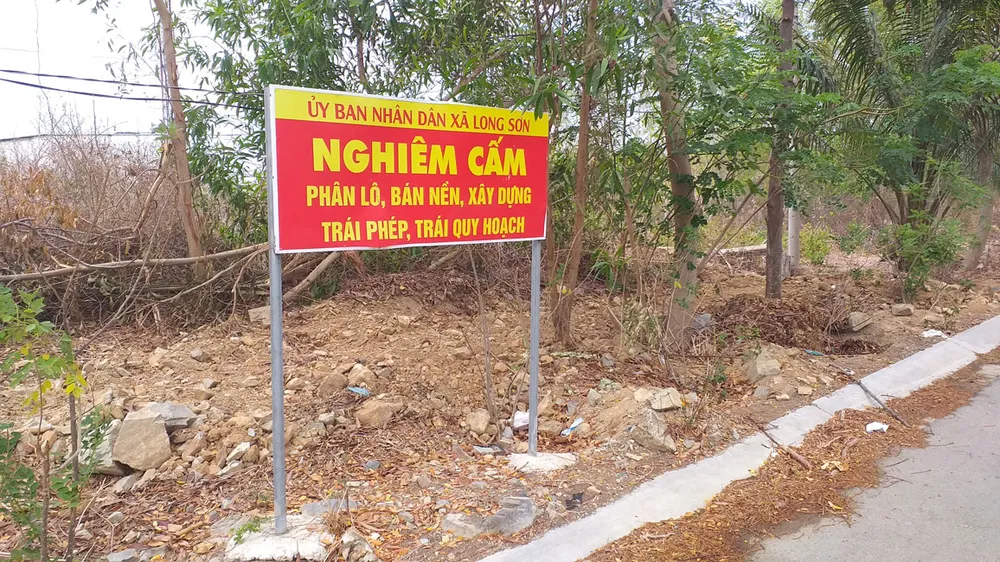 ỦY BAN NHÂN DÂN XÃ LONG SƠN
NGHIÊM CẤM
PHÂN LÔ, BÁN NỀN, XÂY DỰNG
TRÁI PHÉP, TRÁI QUY HOẠCH